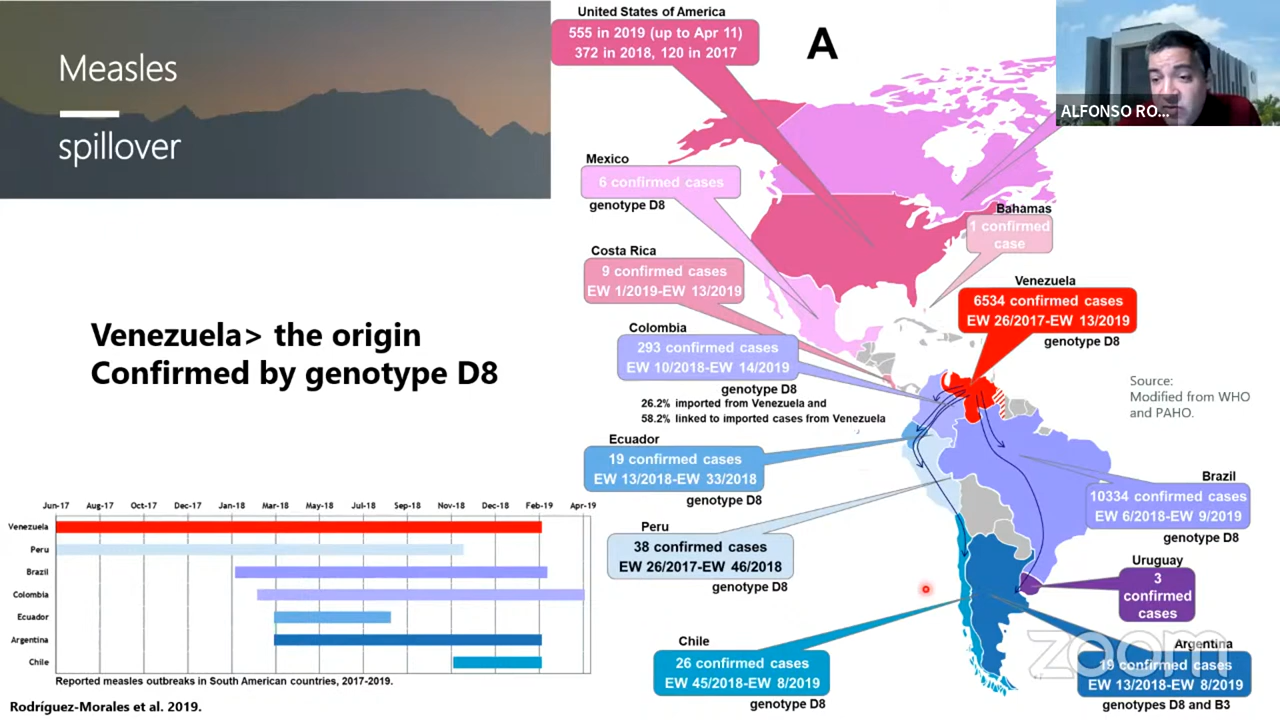 Measles
spillover
Venezuela> the origin
Confirmed by genotype D8
Jun-17 Aug-17 Oct-17 Dec-17 Jan-18 Mar-18 May-18 Jul-18 Sep-18 Nov-18 Feb-19 Apr-19
Venezuela
Peru
Brazil
Colombia
Ecuador
Argentina
Chile
Reported measles outbreaks in South American countries, 2017-2019.
Rodríguez-Morales et al. 2019.
A
United States of America
555 in 2019 (up to Apr 11)
372 in 2018, 120 in 2017
Mexico
6 confirmed cases
genotype D8
Bahamas
1 confirmed
case
Costa Rica
9 confirmed cases
EW 1/2019-EW 13/2019
Venezuela
6534 confirmed cases
EW 26/2017-EW 13/2019
genotype D8
Colombia
293 confirmed cases
EW 10/2018-EW 14/2019
genotype D8
26.2% imported from Venezuela and
58.2% linked to imported cases from Venezuela
Source:
Modified from WHO
and PAHO.
Ecuador
19 confirmed cases
EW 13/2018-EW 33/2018
genotype D8
Brazil
10334 confirmed cases
EW 6/2018-EW 9/2019
genotype D8
Peru
38 confirmed cases
EW 26/2017-EW 46/2018
genotype D8
Uruguay
3
confirmed
cases
Chile
26 confirmed cases
EW 45/2018-EW 8/2019
genotype D8
Argentina
19 confirmed cases
EW 13/2018-EW 8/2019
genotypes D8 and B3
ALFONSO RO...
zoom